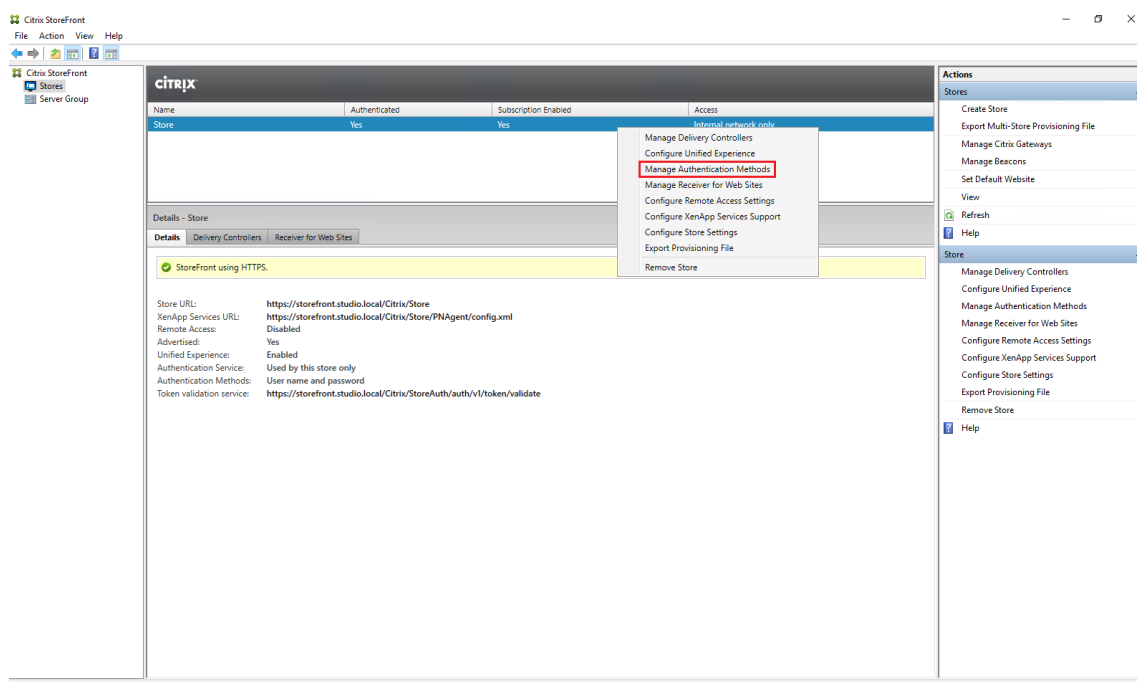 Citrix StoreFront
File Action View Help
Citrix StoreFront
Stores
Server Group
CİTRIX
Name Authenticated Subscription Enabled Access
Store Yes Yes Internal network only
Manage Delivery Controllers
Configure Unified Experience
Manage Authentication Methods
Manage Receiver for Web Sites
Configure Remote Access Settings
Configure XenApp Services Support
Configure Store Settings
Export Provisioning File
Remove Store
Details - Store
Details Delivery Controllers Receiver for Web Sites
StoreFront using HTTPS.
Store URL: https://storefront.studio.local/Citrix/Store
XenApp Services URL: https://storefront.studio.local/Citrix/Store/PNAgent/config.xml
Remote Access: Disabled
Advertised: Yes
Unified Experience: Enabled
Authentication Service: Used by this store only
Authentication Methods: User name and password
Token validation service: https://storefront.studio.local/Citrix/StoreAuth/auth/v1/token/validate
Actions
Stores
Create Store
Export Multi-Store Provisioning File
Manage Citrix Gateways
Manage Beacons
Set Default Website
View
Refresh
Help
Store
Manage Delivery Controllers
Configure Unified Experience
Manage Authentication Methods
Manage Receiver for Web Sites
Configure Remote Access Settings
Configure XenApp Services Support
Configure Store Settings
Export Provisioning File
Remove Store
Help